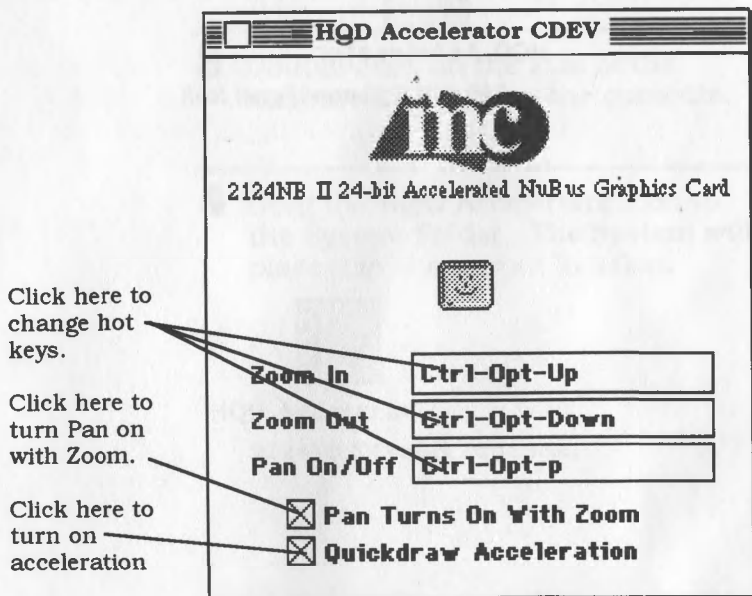 HQD Accelerator CDEV
mc
2124NB II 24-bit Accelerated NuBus Graphics Card
Click here to
change hot
keys.
Zoom In Ctrl-Opt-Up
Zoom Out Ctrl-Opt-Down
Pan On/Off Ctrl-Opt-p
Click here to
turn Pan on
with Zoom.
Pan Turns On With Zoom
Click here to
turn on
acceleration
Quickdraw Acceleration